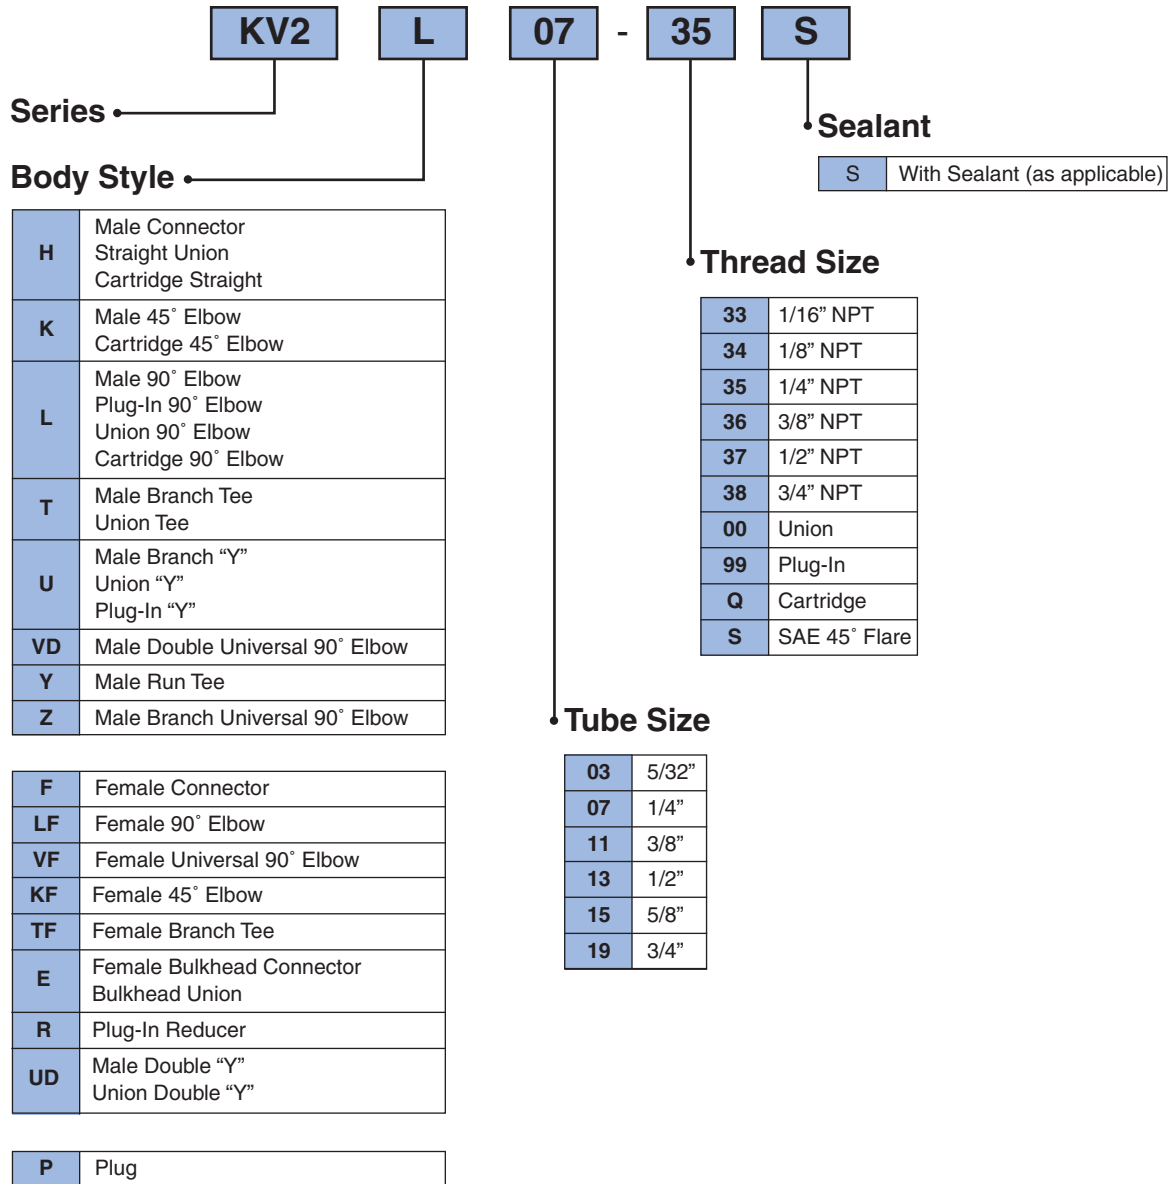 KV2 L 07 - 35 S
Series
Sealant
S With Sealant (as applicable)
Body Style
H Male Connector
Straight Union
Cartridge Straight
K Male 45˚ Elbow
Cartridge 45˚ Elbow
L Male 90˚ Elbow
Plug-In 90˚ Elbow
Union 90˚ Elbow
Cartridge 90˚ Elbow
T Male Branch Tee
Union Tee
U Male Branch “Y”
Union “Y”
Plug-In “Y”
VD Male Double Universal 90˚ Elbow
Y Male Run Tee
Z Male Branch Universal 90˚ Elbow
F Female Connector
LF Female 90˚ Elbow
VF Female Universal 90˚ Elbow
KF Female 45˚ Elbow
TF Female Branch Tee
E Female Bulkhead Connector
Bulkhead Union
R Plug-In Reducer
UD Male Double “Y”
Union Double “Y”
P Plug
Thread Size
33 1/16” NPT
34 1/8” NPT
35 1/4” NPT
36 3/8” NPT
37 1/2” NPT
38 3/4” NPT
00 Union
99 Plug-In
Q Cartridge
S SAE 45˚ Flare
Tube Size
03 5/32”
07 1/4”
11 3/8”
13 1/2”
15 5/8”
19 3/4”